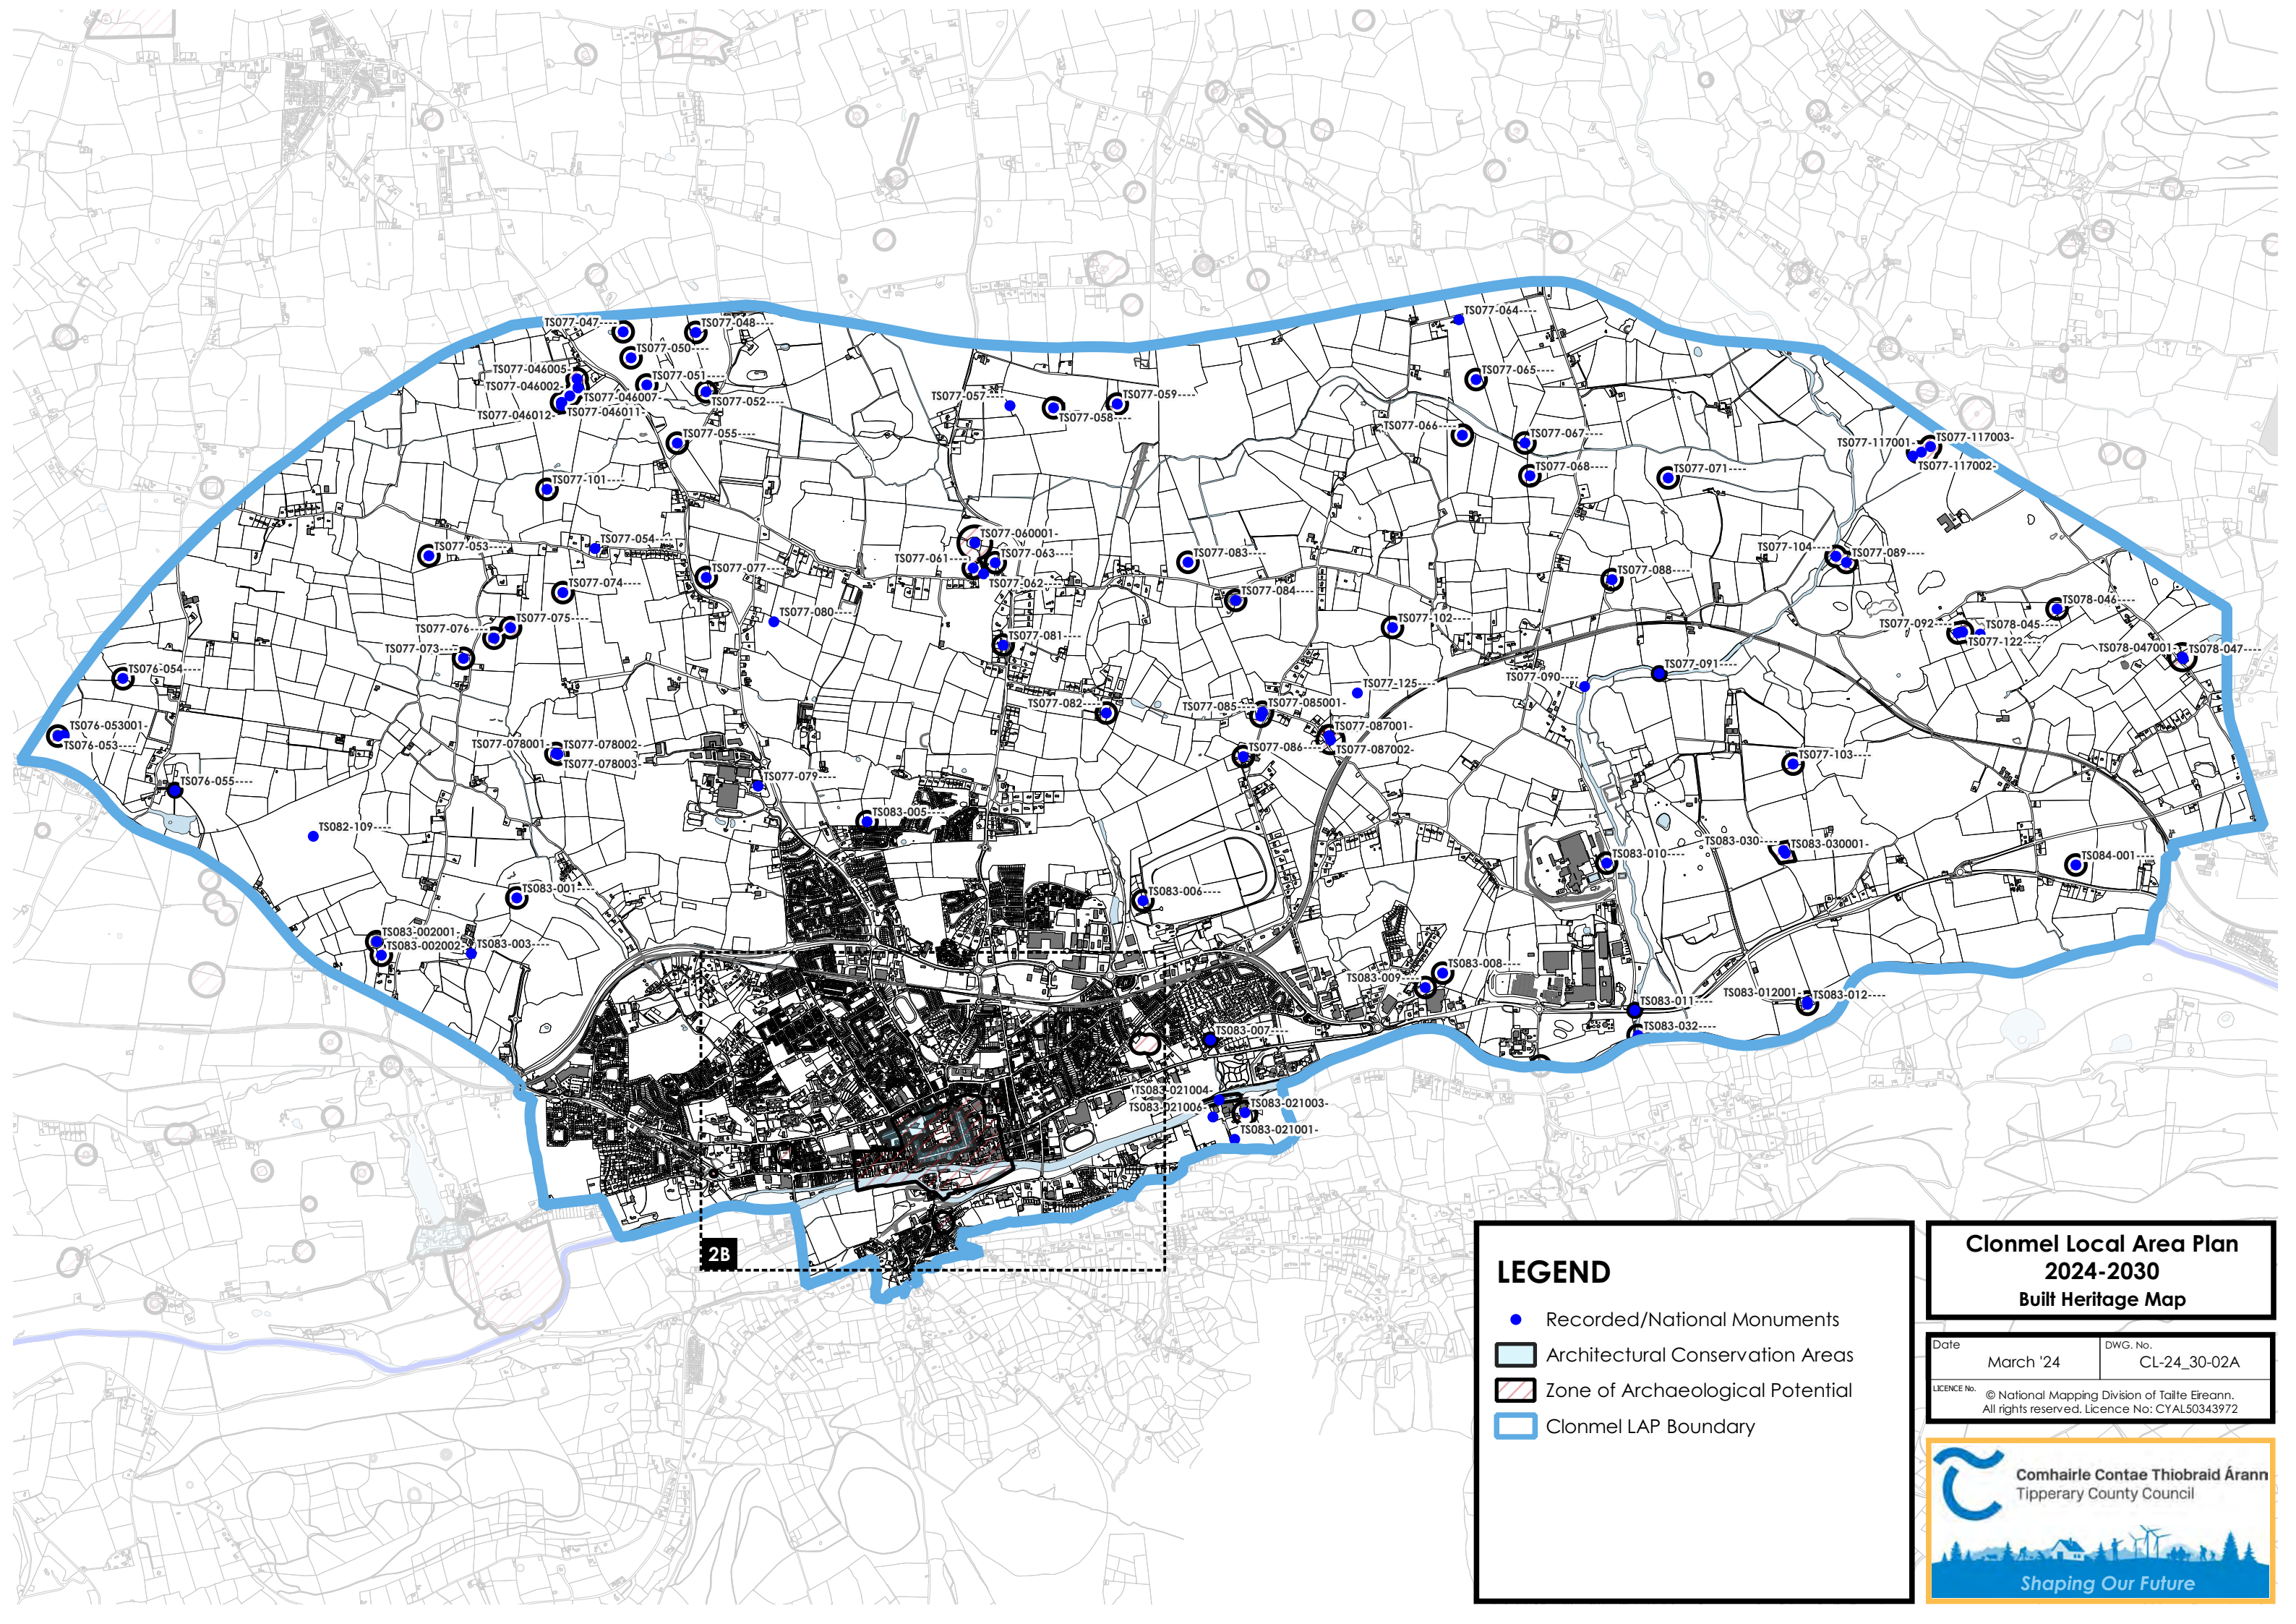 TS077-047----
TS077-048----
TS077-050----
TS077-046005-
TS077-051----
TS077-046002-
TS077-046007-
TS077-052----
TS077-046012-
TS077-046011-
TS077-055----
TS077-101----
TS077-053----
TS077-054----
TS077-074----
TS077-077----
TS077-075----
TS077-076----
TS077-073----
TS077-080----
TS077-057----
TS077-058----
TS077-059----
TS077-060001-
TS077-061----
TS077-063----
TS077-062----
TS077-081----
TS077-082----
TS077-083----
TS077-084----
TS077-064----
TS077-065----
TS077-066----
TS077-067----
TS077-068----
TS077-071----
TS077-117001-
TS077-117003-
TS077-117002-
TS077-104----
TS077-089----
TS077-088----
TS077-102----
TS078-046----
TS077-092----
TS078-045----
TS077-122----
TS078-047001-
TS078-047----
TS077-091----
TS077-090----
TS077-125----
TS077-085----
TS077-085001-
TS077-087001-
TS077-087002-
TS077-086----
TS077-103----
TS076-054----
TS076-053001-
TS076-053----
TS076-055----
TS082-109----
TS077-078001-
TS077-078002-
TS077-078003-
TS077-079----
TS083-005----
TS083-001----
TS083-002001-
TS083-002002-
TS083-003----
TS083-006----
TS083-010----
TS083-030----
TS083-030001-
TS084-001----
TS083-008----
TS083-009----
TS083-011----
TS083-012001-
TS083-012----
TS083-032----
TS083-007----
TS083-021004-
TS083-021006-
TS083-021003-
TS083-021001-
2B
LEGEND
Recorded/National Monuments
Architectural Conservation Areas
Zone of Archaeological Potential
Clonmel LAP Boundary
Clonmel Local Area Plan
2024-2030
Built Heritage Map
Date
March '24
DWG. No.
CL-24_30-02A
LICENCE No.
© National Mapping Division of Tailte Eireann.
All rights reserved. Licence No: CYAL50343972
Comhairle Contae Thiobraid Árann
Tipperary County Council
Shaping Our Future